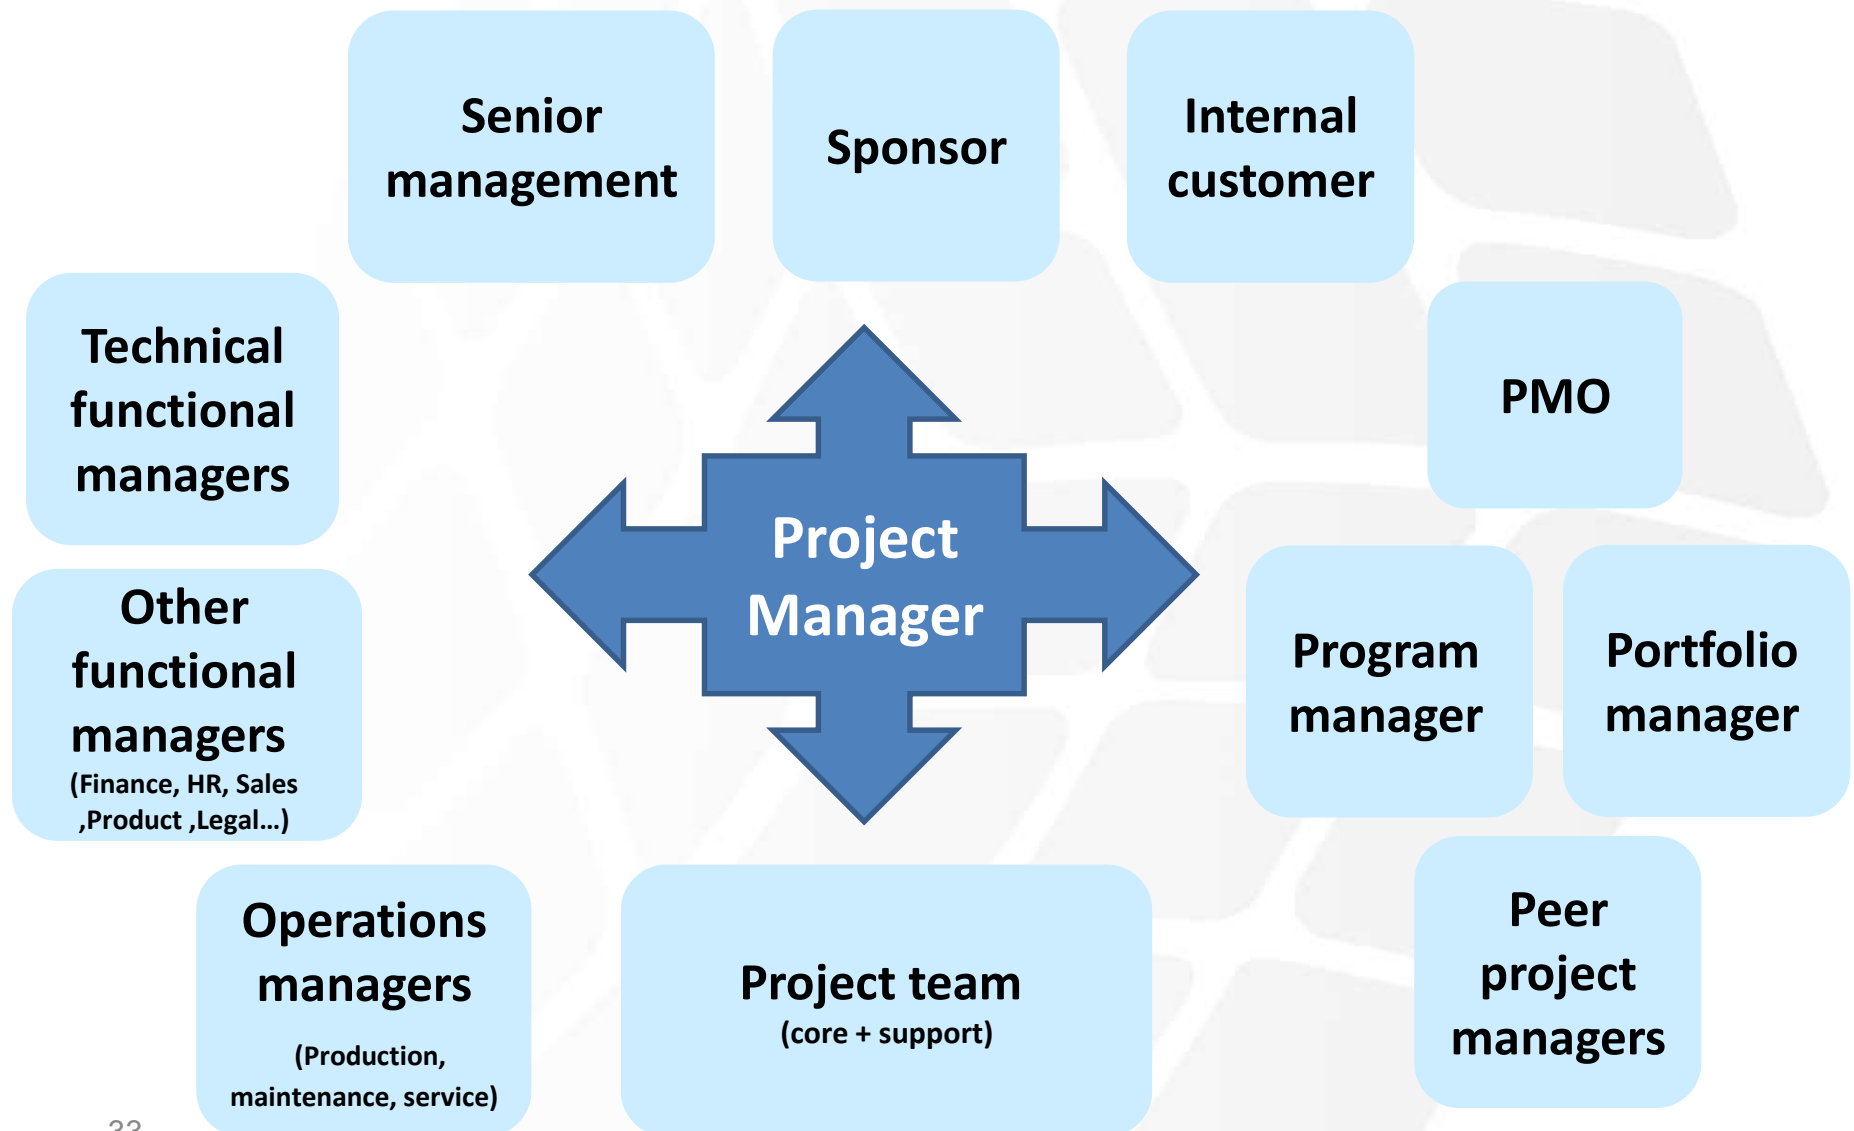 Senior
management
Sponsor
Internal
customer
Technical
functional
managers
PMO
Project
Manager
Other
functional
managers
(Finance, HR, Sales
,Product ,Legal...)
Program
manager
Portfolio
manager
Operations
managers
(Production,
maintenance, service)
Project team
(core + support)
Peer
project
managers
33